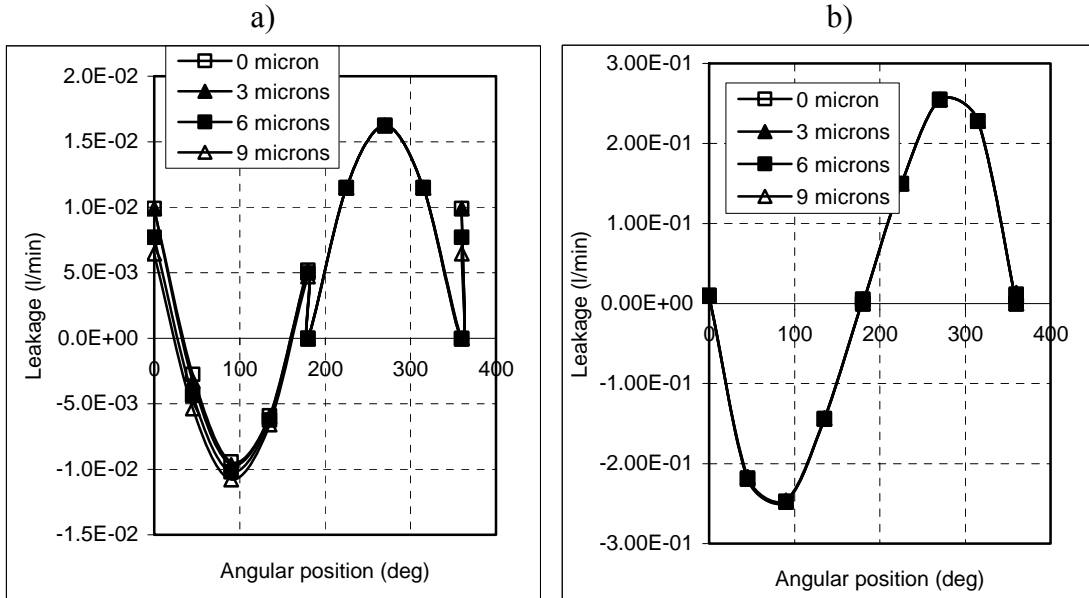 a)
0 micron
3 microns
6 microns
9 microns
2.0E-02
1.5E-02
1.0E-02
5.0E-03
0.0E+00
-5.0E-03
-1.0E-02
-1.5E-02
0 100 200 300 400
Leakage (l/min)
Angular position (deg)
b)
0 micron
3 microns
6 microns
9 microns
3.00E-01
2.00E-01
1.00E-01
0.00E+00
-1.00E-01
-2.00E-01
-3.00E-01
0 100 200 300 400
Leakage (l/min)
Angular position (deg)